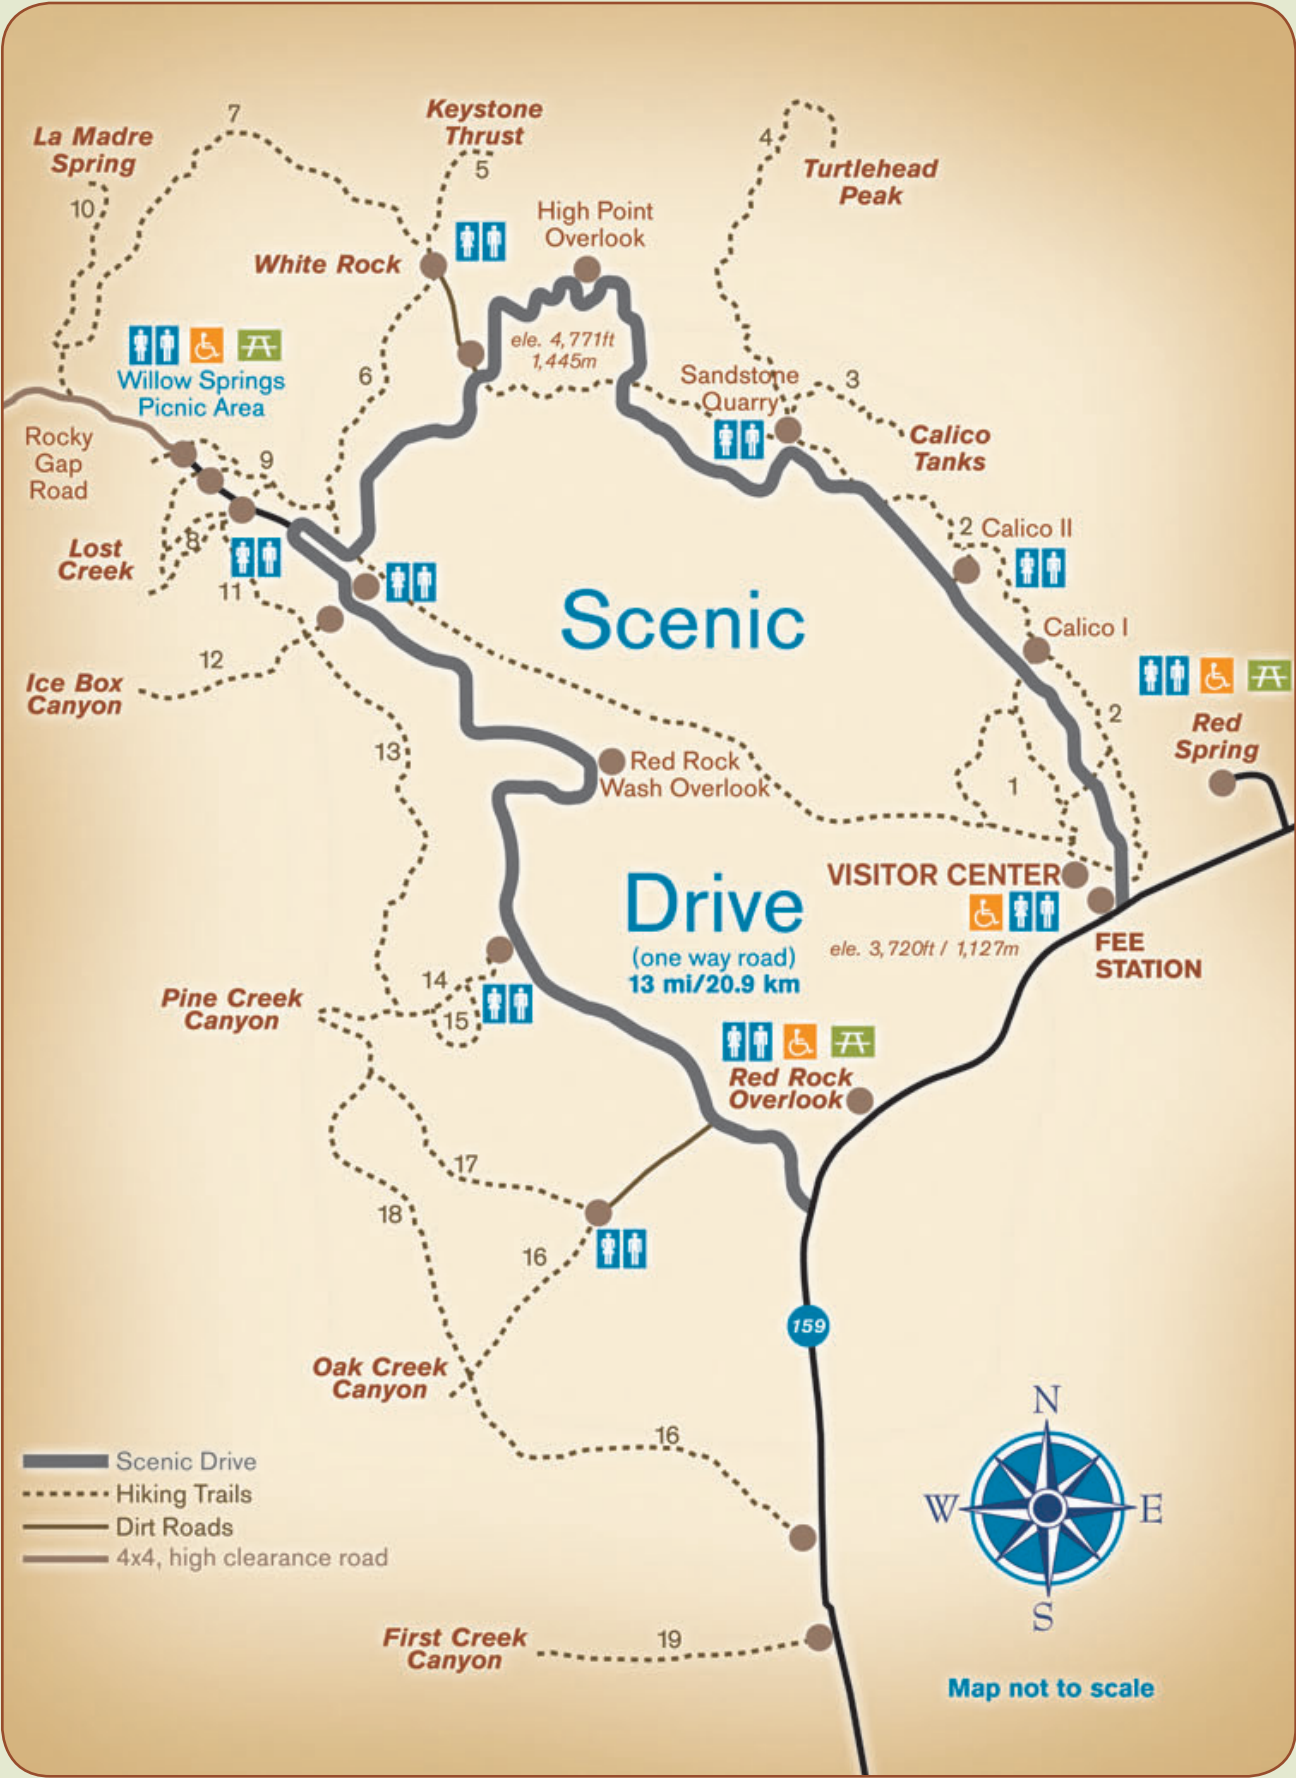 7
Keystone
Thrust
La Madre
Spring
4
5
Turtlehead
Peak
10
High Point
Overlook
White Rock
ele. 4,771ft
1,445m
Willow Springs
Picnic Area
6
Sandstone
Quarry
3
Rocky
Gap
Road
Calico
Tanks
9
2
Calico II
8
Lost
Creek
11
Scenic
Calico I
12
Ice Box
Canyon
2
Red
Spring
13
Red Rock
Wash Overlook
1
VISITOR CENTER
Drive
(one way road)
13 mi/20.9 km
ele. 3,720ft / 1,127m
FEE
STATION
14
Pine Creek
Canyon
15
Red Rock
Overlook
17
18
16
159
Oak Creek
Canyon
16
N
W
E
S
Scenic Drive
Hiking Trails
Dirt Roads
4x4, high clearance road
First Creek
Canyon
19
Map not to scale